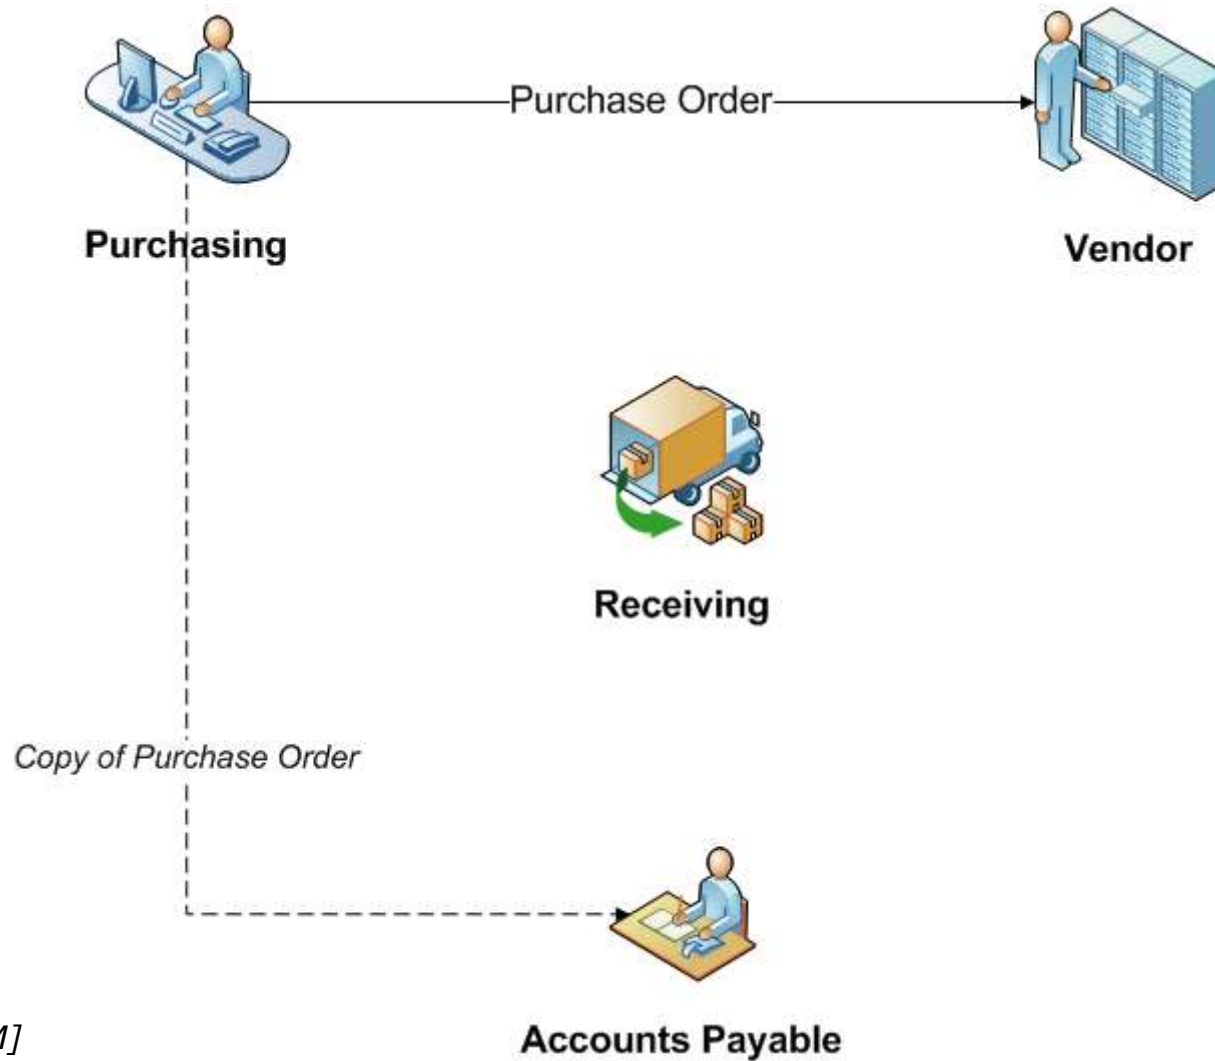 Purchase Order
Purchasing
Vendor
Receiving
Copy of Purchase Order
Accounts Payable